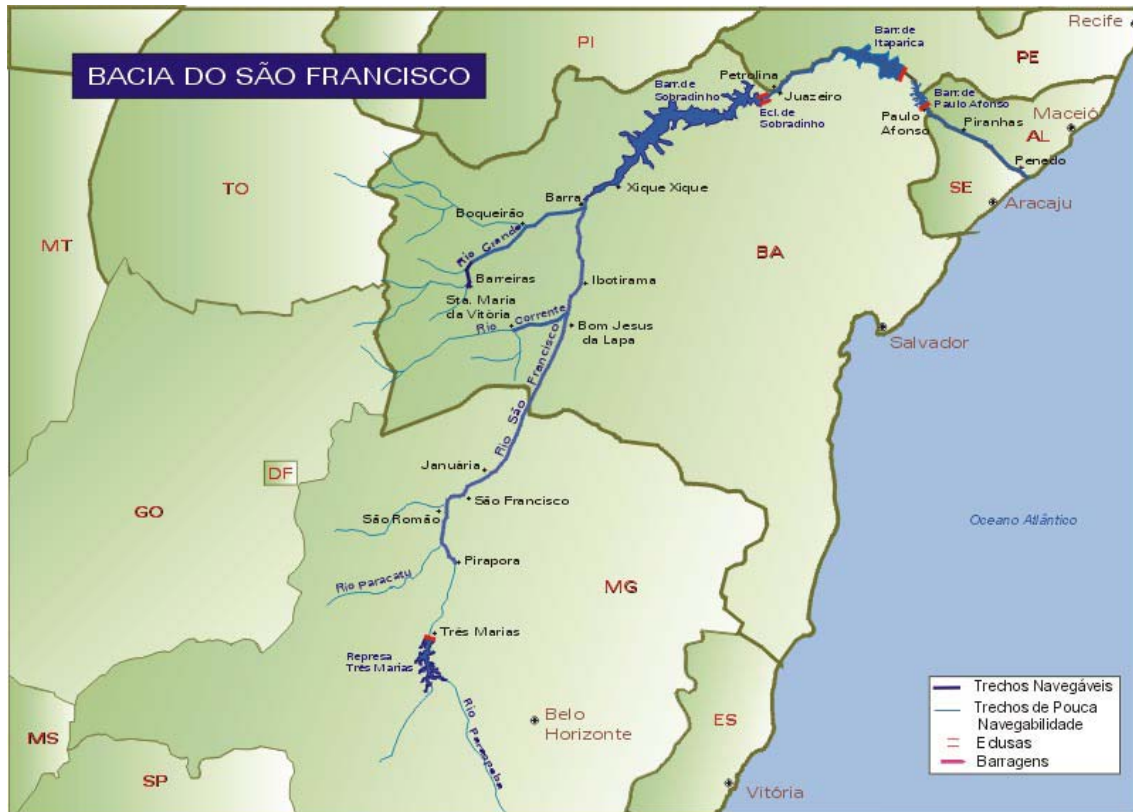 BACIA DO SÃO FRANCISCO
PI
Recife
PE
Barr. de
Itaparica
Petrolina
Juazeiro
Barr. de
Sobradinho
Ecl. de
Sobradinho
Barr. de
Paulo Afonso
Paulo
Afonso
Piranhas
Maceió
AL
Penedo
SE
Aracaju
TO
MT
Xique Xique
Barra
Boqueirão
Rio Grande
Barreiras
BA
Ibotirama
Sta. Maria
da Vitória
Rio Corrente
Bom Jesus
da Lapa
Salvador
Rio São Francisco
Januária
DF
GO
São Francisco
São Romão
Oceano Atlântico
Pirapora
Rio Paracatu
MG
Três Marias
Represa
Três Marias
Rio Paraopeba
Belo
Horizonte
ES
MS
SP
Vitória
Trechos Navegáveis
Trechos de Pouca
Navegabilidade
Eclusas
Barragens